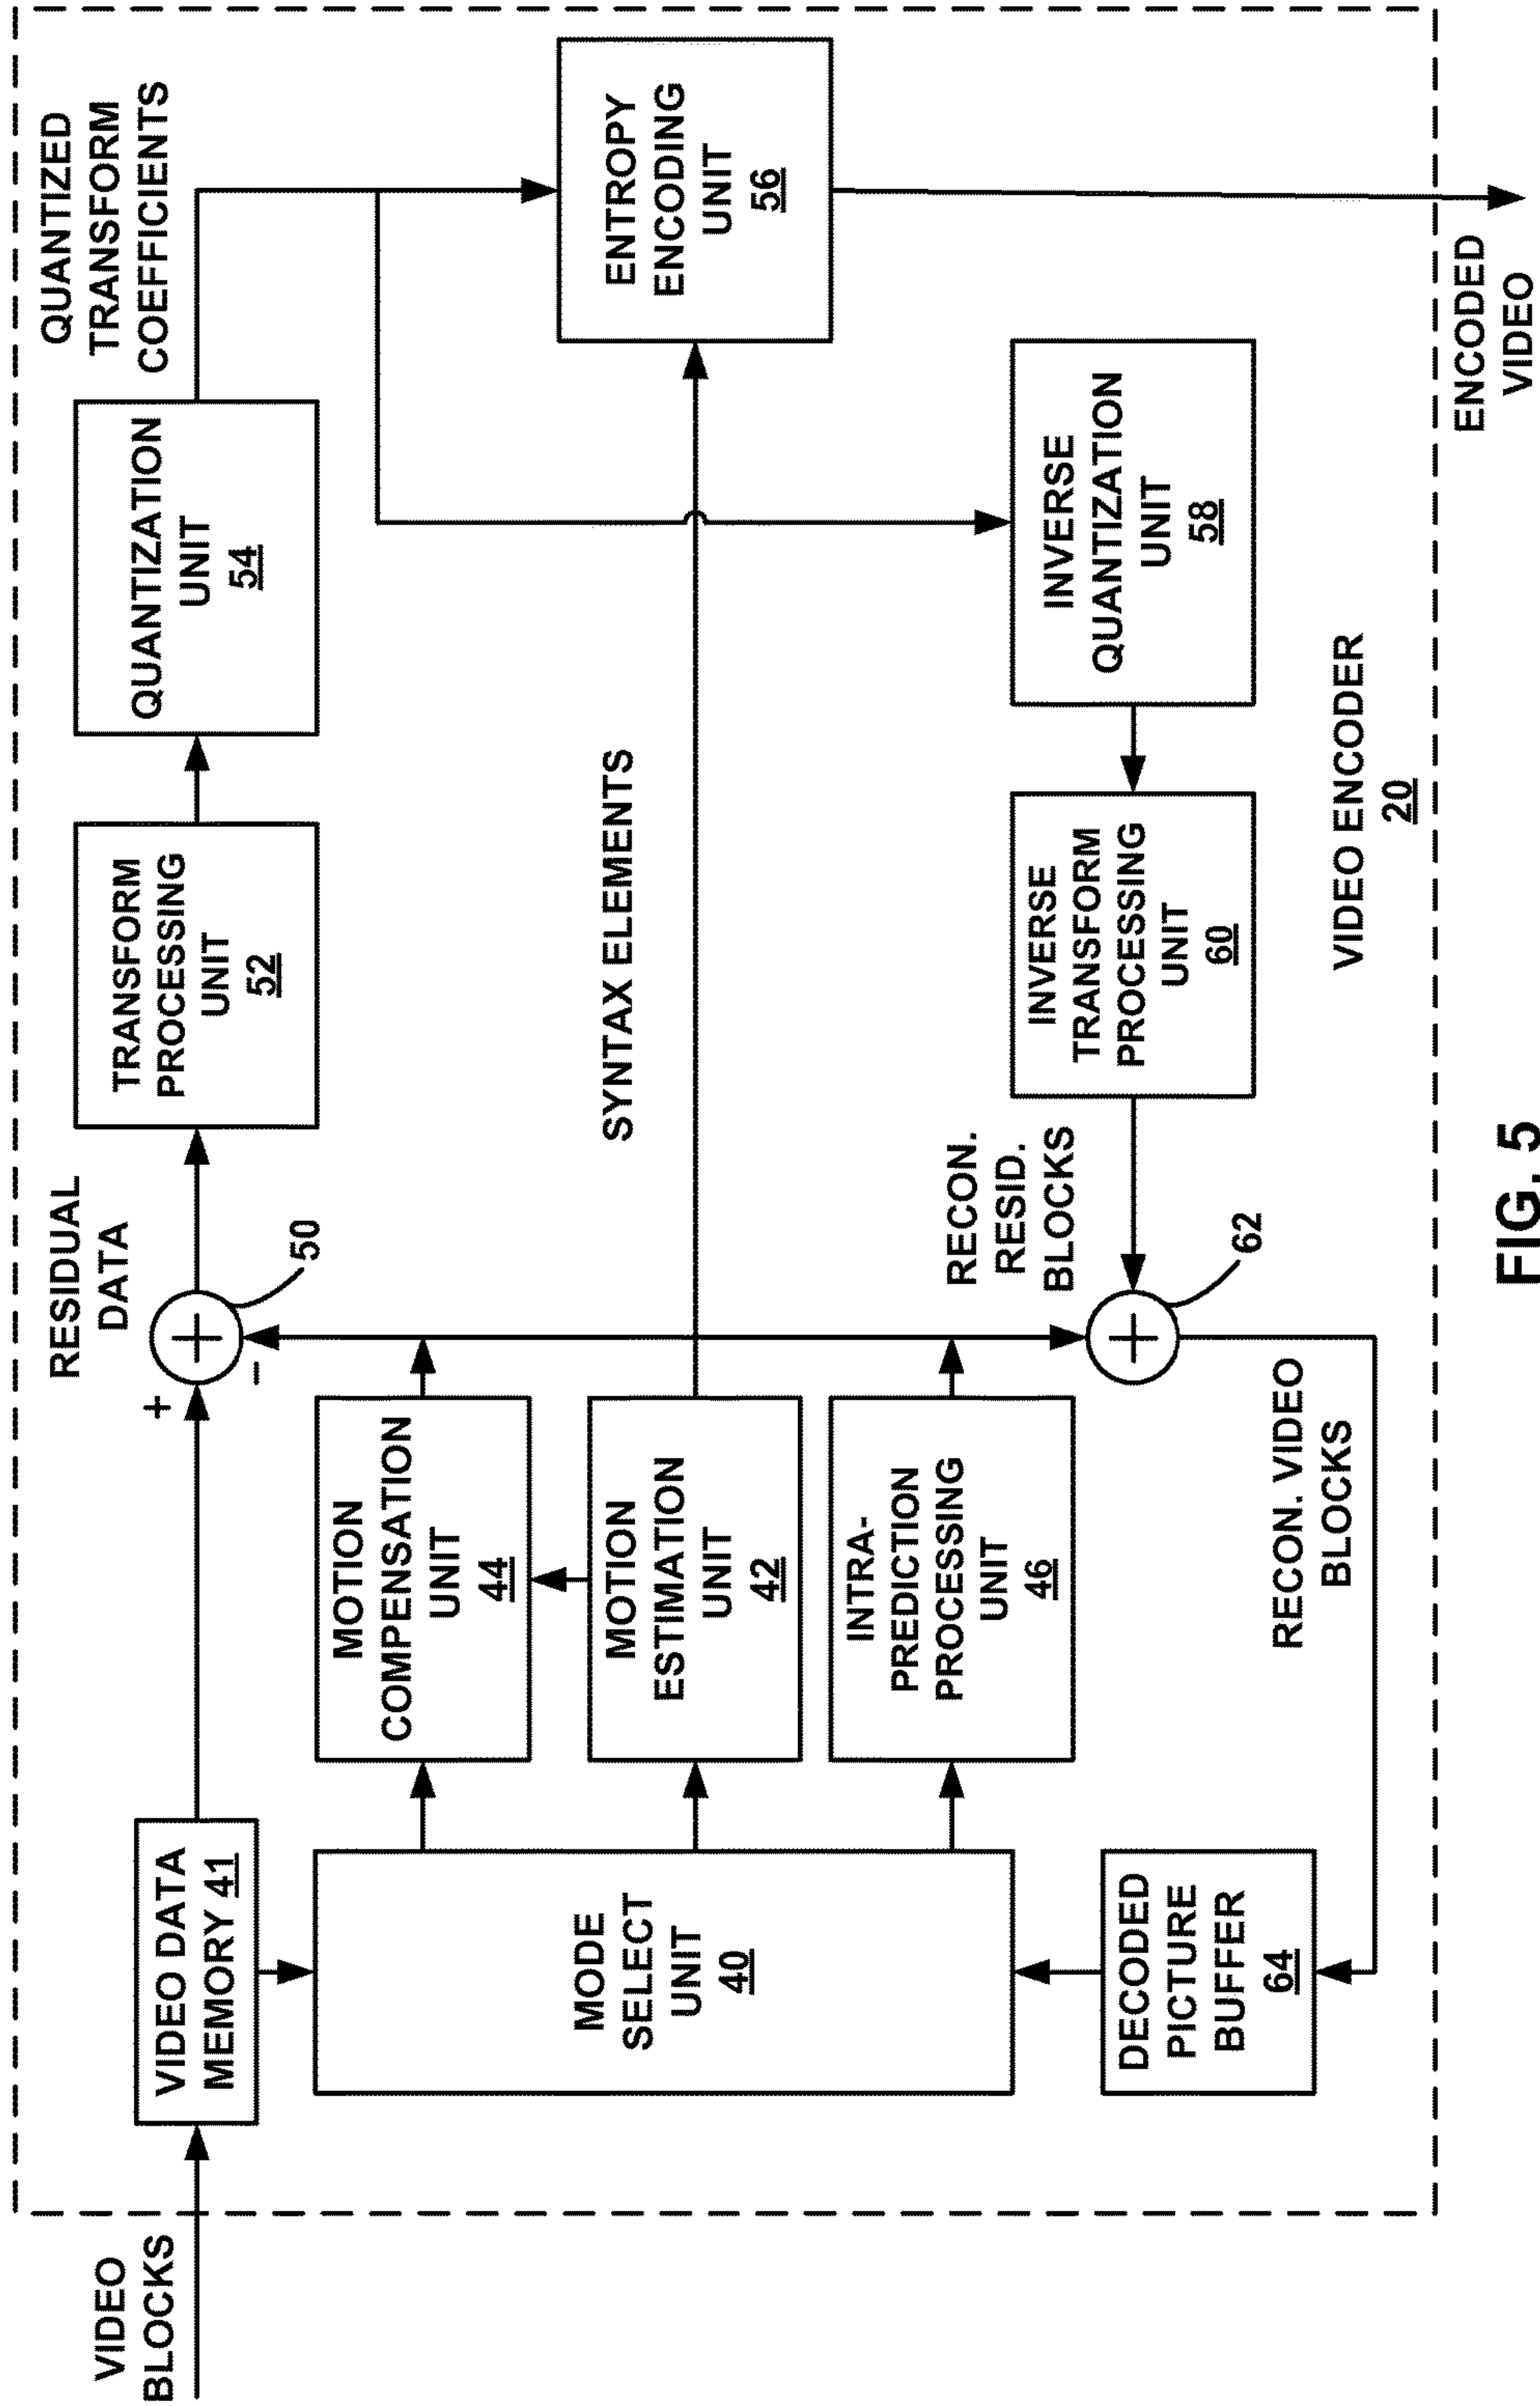 VIDEO
BLOCKS
VIDEO DATA
MEMORY 41
+
−
RESIDUAL
DATA
50
TRANSFORM
PROCESSING
UNIT
52
QUANTIZATION
UNIT
54
QUANTIZED
TRANSFORM
COEFFICIENTS
MODE
SELECT
UNIT
40
MOTION
COMPENSATION
UNIT
44
MOTION
ESTIMATION
UNIT
42
INTRA-
PREDICTION
PROCESSING
UNIT
46
SYNTAX ELEMENTS
ENTROPY
ENCODING
UNIT
56
RECON.
RESID.
BLOCKS
62
INVERSE
TRANSFORM
PROCESSING
UNIT
60
INVERSE
QUANTIZATION
UNIT
58
DECODED
PICTURE
BUFFER
64
RECON. VIDEO
BLOCKS
VIDEO ENCODER
20
ENCODED
VIDEO
FIG. 5